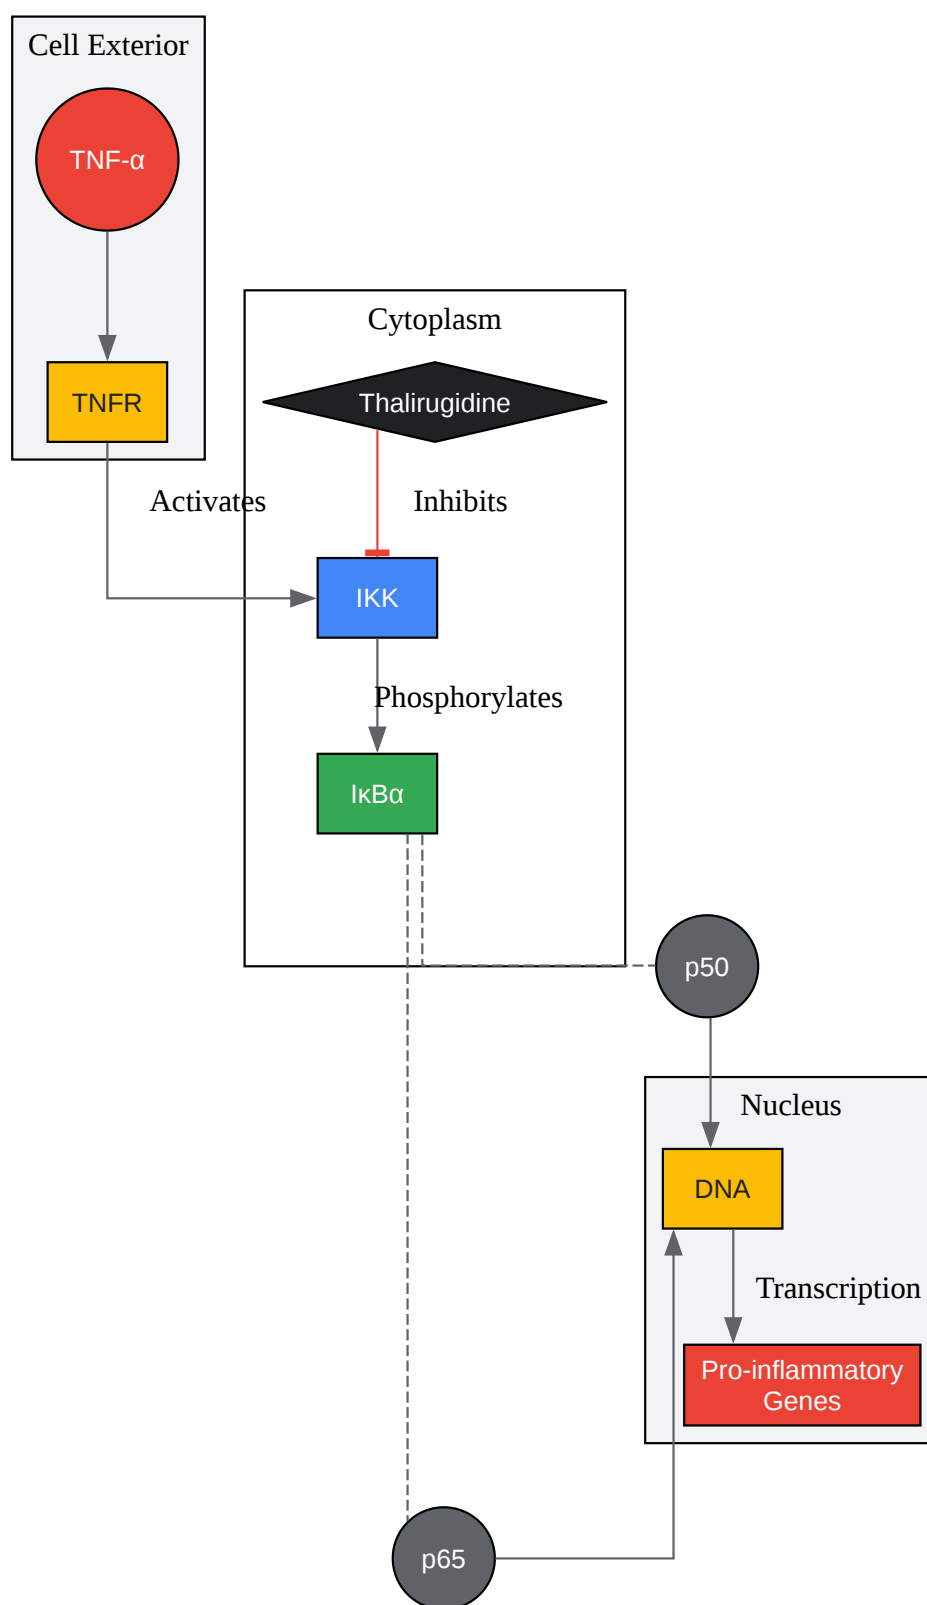 Cell Exterior
TNF-α
TNFR
Activates
Cytoplasm
Thalirugidine
Inhibits
IKK
Phosphorylates
IκBα
p50
Nucleus
DNA
Transcription
Pro-inflammatory
Genes
p65